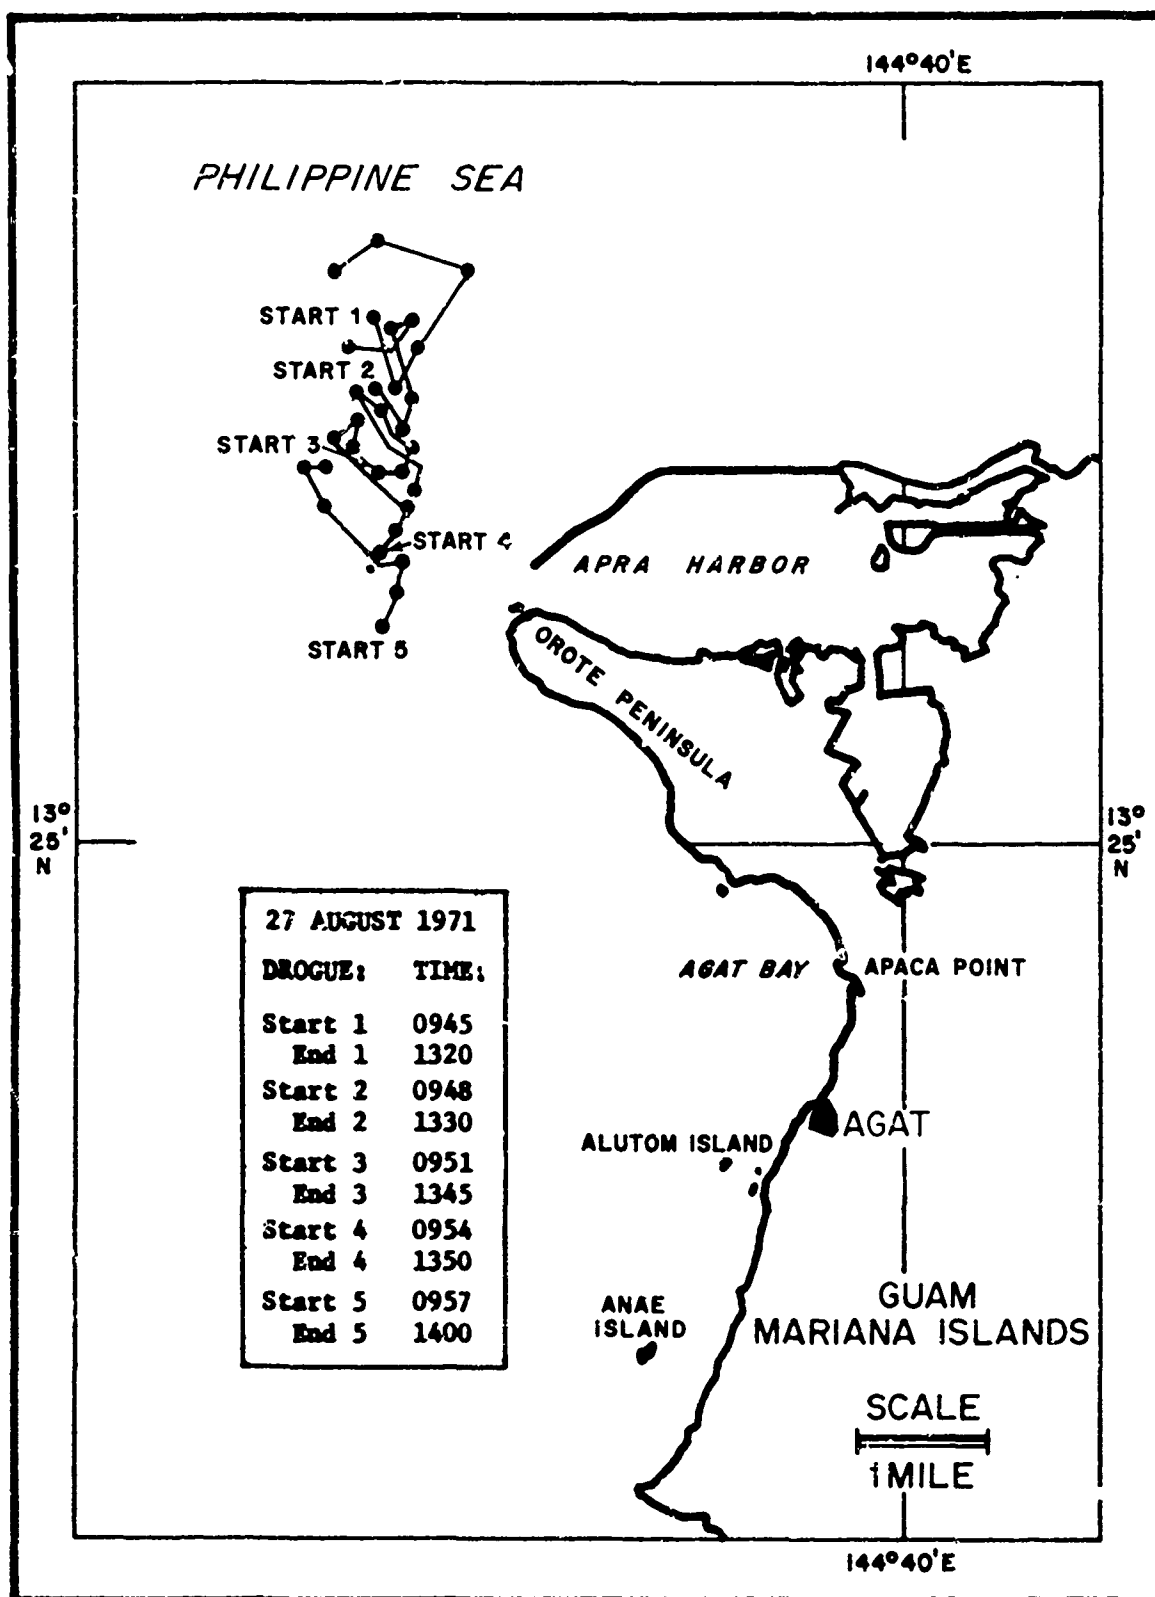 144°40'E
PHILIPPINE SEA
START 1
START 2
START 3
START 4
APRA HARBOR
START 5
OROTE PENINSULA
13°
25'
N
13°
25'
N
27 AUGUST 1971
DROGUE: TIME:
Start 1 0945
End 1 1320
Start 2 0948
End 2 1330
Start 3 0951
End 3 1345
Start 4 0954
End 4 1350
Start 5 0957
End 5 1400
AGAT BAY
APACA POINT
AGAT
ALUTOM ISLAND
ANAE
ISLAND
GUAM
MARIANA ISLANDS
SCALE
1 MILE
144°40'E